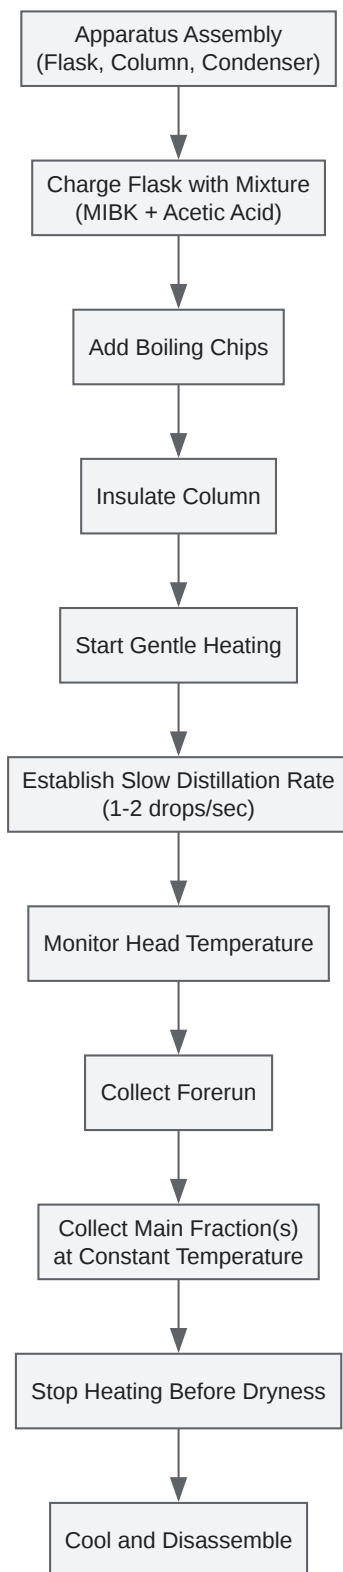 Apparatus Assembly
(Flask, Column, Condenser)
Charge Flask with Mixture
(MIBK + Acetic Acid)
Add Boiling Chips
Insulate Column
Start Gentle Heating
Establish Slow Distillation Rate
(1-2 drops/sec)
Monitor Head Temperature
Collect Forerun
Collect Main Fraction(s)
at Constant Temperature
Stop Heating Before Dryness
Cool and Disassemble